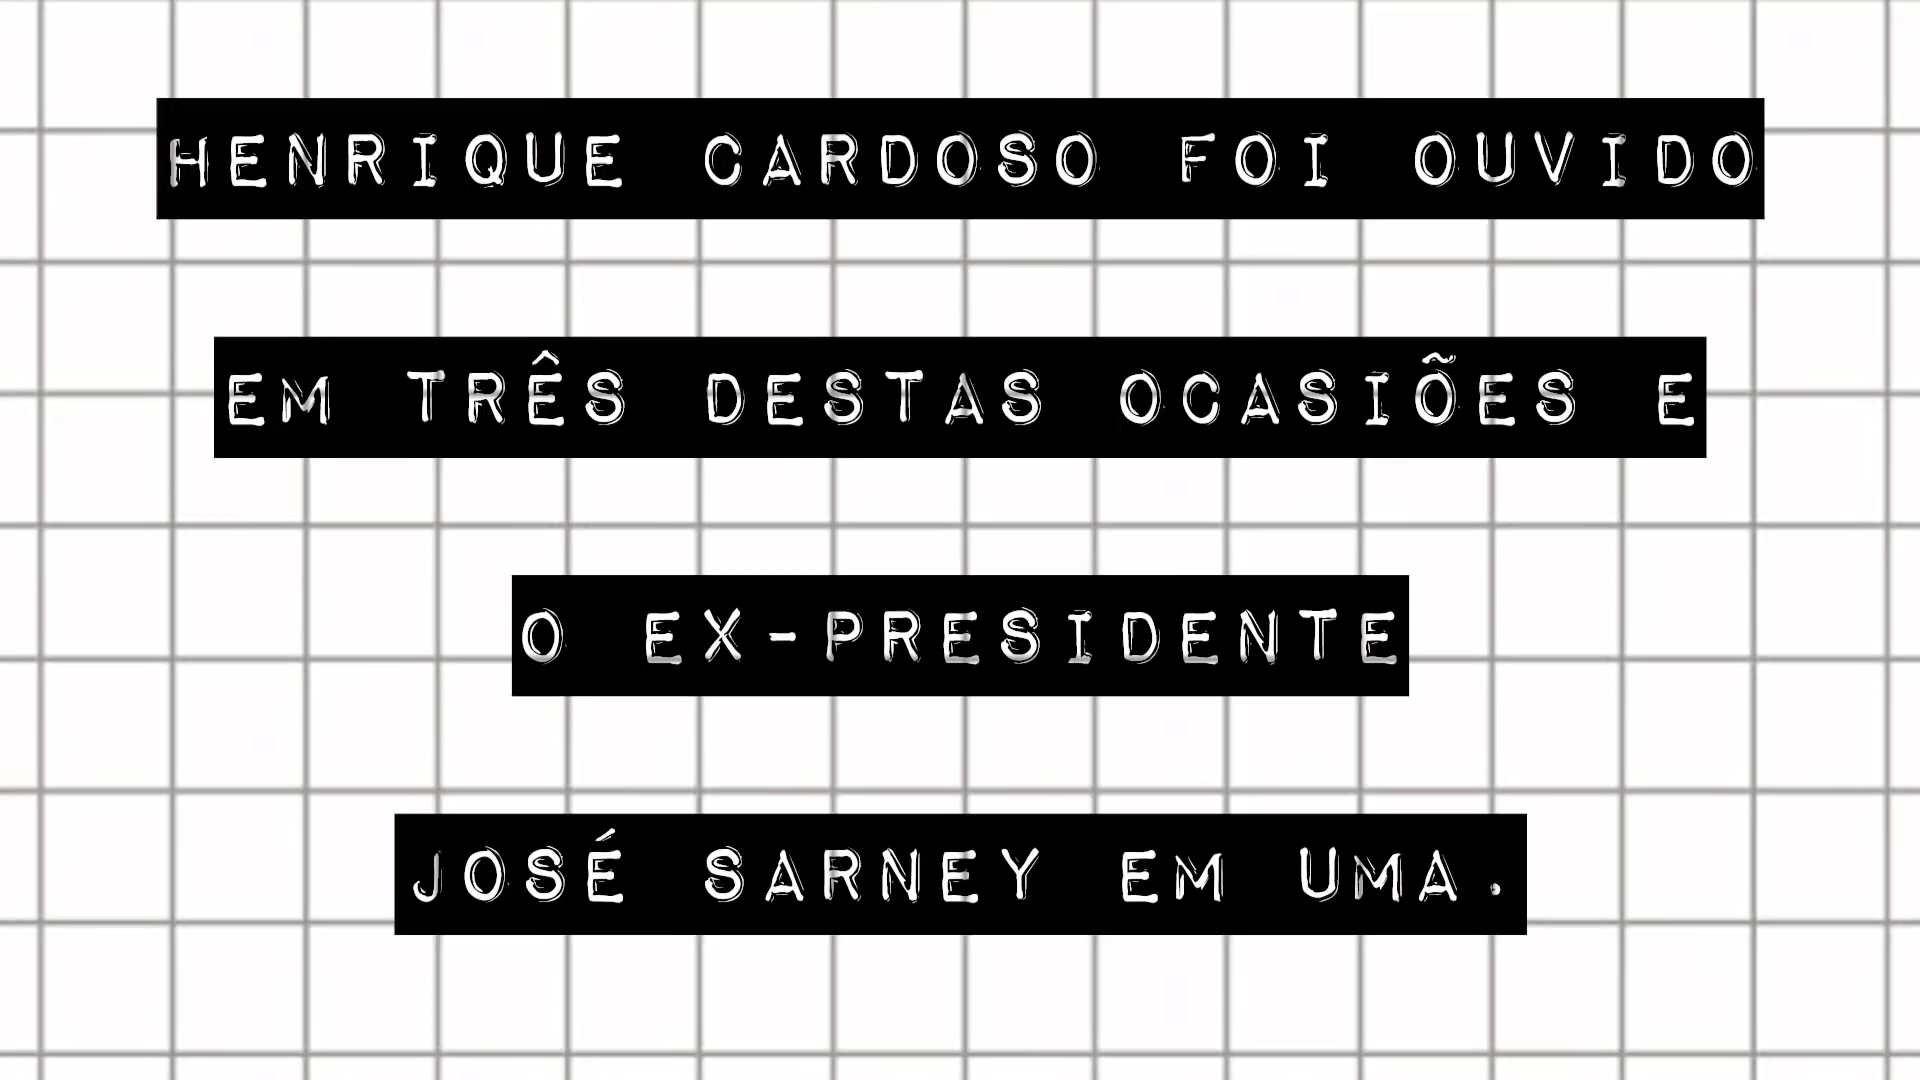 HENRIQUE CARDOSO FOI OUVIDO
EM TRÊS DESTAS OCASIÕES E
O EX-PRESIDENTE
JOSÉ SARNEY EM UMA.